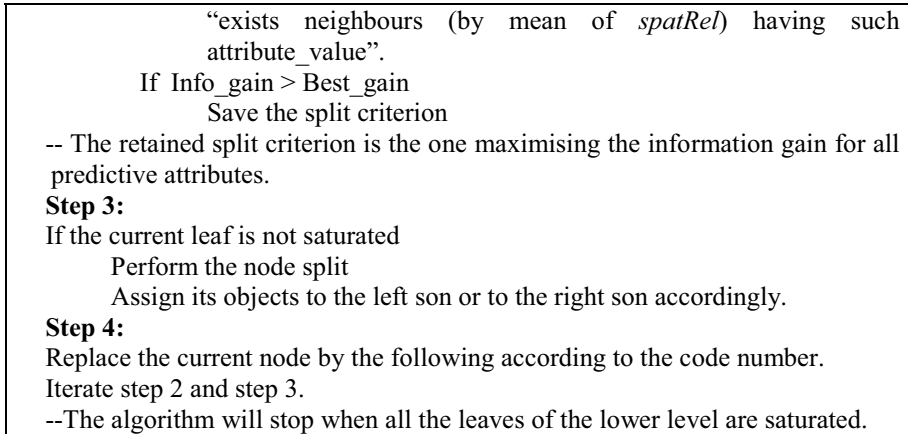 “exists neighbours (by mean of spatRel) having such
attribute_value”.
If Info_gain > Best_gain
Save the split criterion
-- The retained split criterion is the one maximising the information gain for all
predictive attributes.
Step 3:
If the current leaf is not saturated
Perform the node split
Assign its objects to the left son or to the right son accordingly.
Step 4:
Replace the current node by the following according to the code number.
Iterate step 2 and step 3.
--The algorithm will stop when all the leaves of the lower level are saturated.